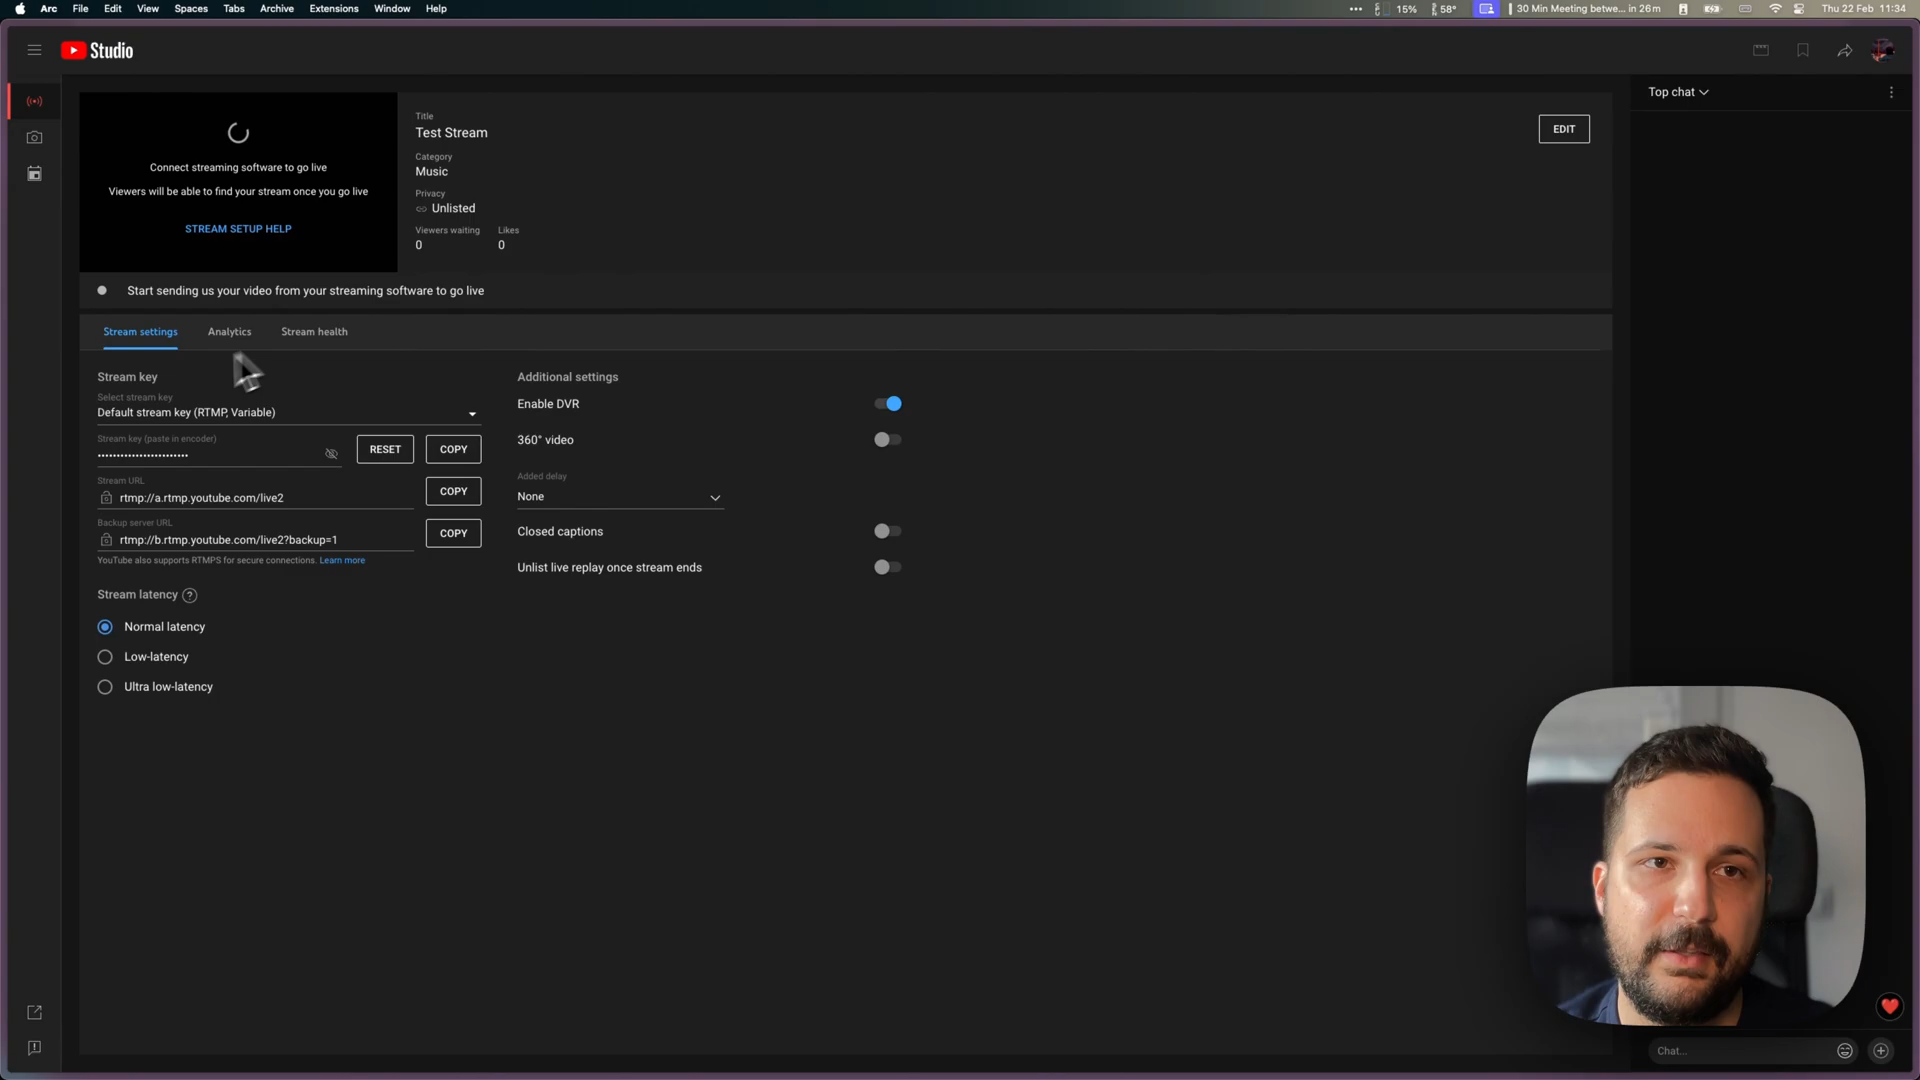 Arc File Edit View Spaces Tabs Archive Extensions Window Help
15% 58° 30 Min Meeting betwe... in 26m Thu 22 Feb 11:34
Studio
Connect streaming software to go live
Viewers will be able to find your stream once you go live
STREAM SETUP HELP
Title
Test Stream
Category
Music
Privacy
Unlisted
Viewers waiting Likes
0 0
EDIT
Top chat
Start sending us your video from your streaming software to go live
Stream settings Analytics Stream health
Stream key
Select stream key
Default stream key (RTMP, Variable)
Stream key (paste in encoder)
••••••••••••••••••••••••
RESET COPY
Stream URL
rtmp://a.rtmp.youtube.com/live2
COPY
Backup server URL
rtmp://b.rtmp.youtube.com/live2?backup=1
COPY
YouTube also supports RTMPS for secure connections. Learn more
Stream latency ?
Normal latency
Low-latency
Ultra low-latency
Additional settings
Enable DVR
360° video
Added delay
None
Closed captions
Unlist live replay once stream ends
Chat...